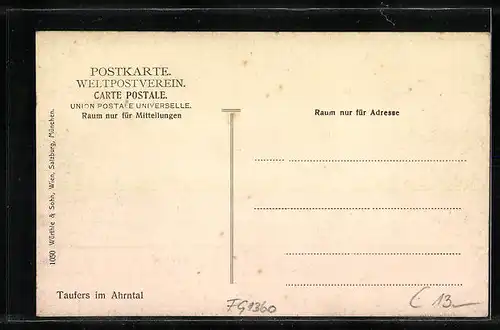 POSTKARTE.
WELTPOSTVEREIN.
CARTE POSTALE.
UNION POSTALE UNIVERSELLE.
Raum nur für Mitteilungen
Raum nur für Adresse
1050 Würthle & Sohn, Wien, Salzburg, München.
Taufers im Ahrntal
FG1360
€ 13-